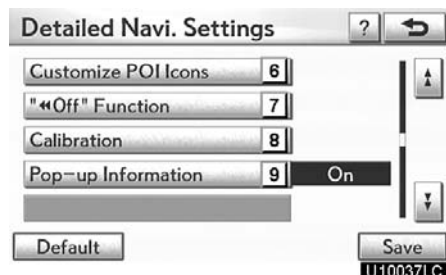 Detailed Navi. Settings ?
Customize POI Icons 6
"◂◂Off" Function 7
Calibration 8
Pop-up Information 9 On
Default Save